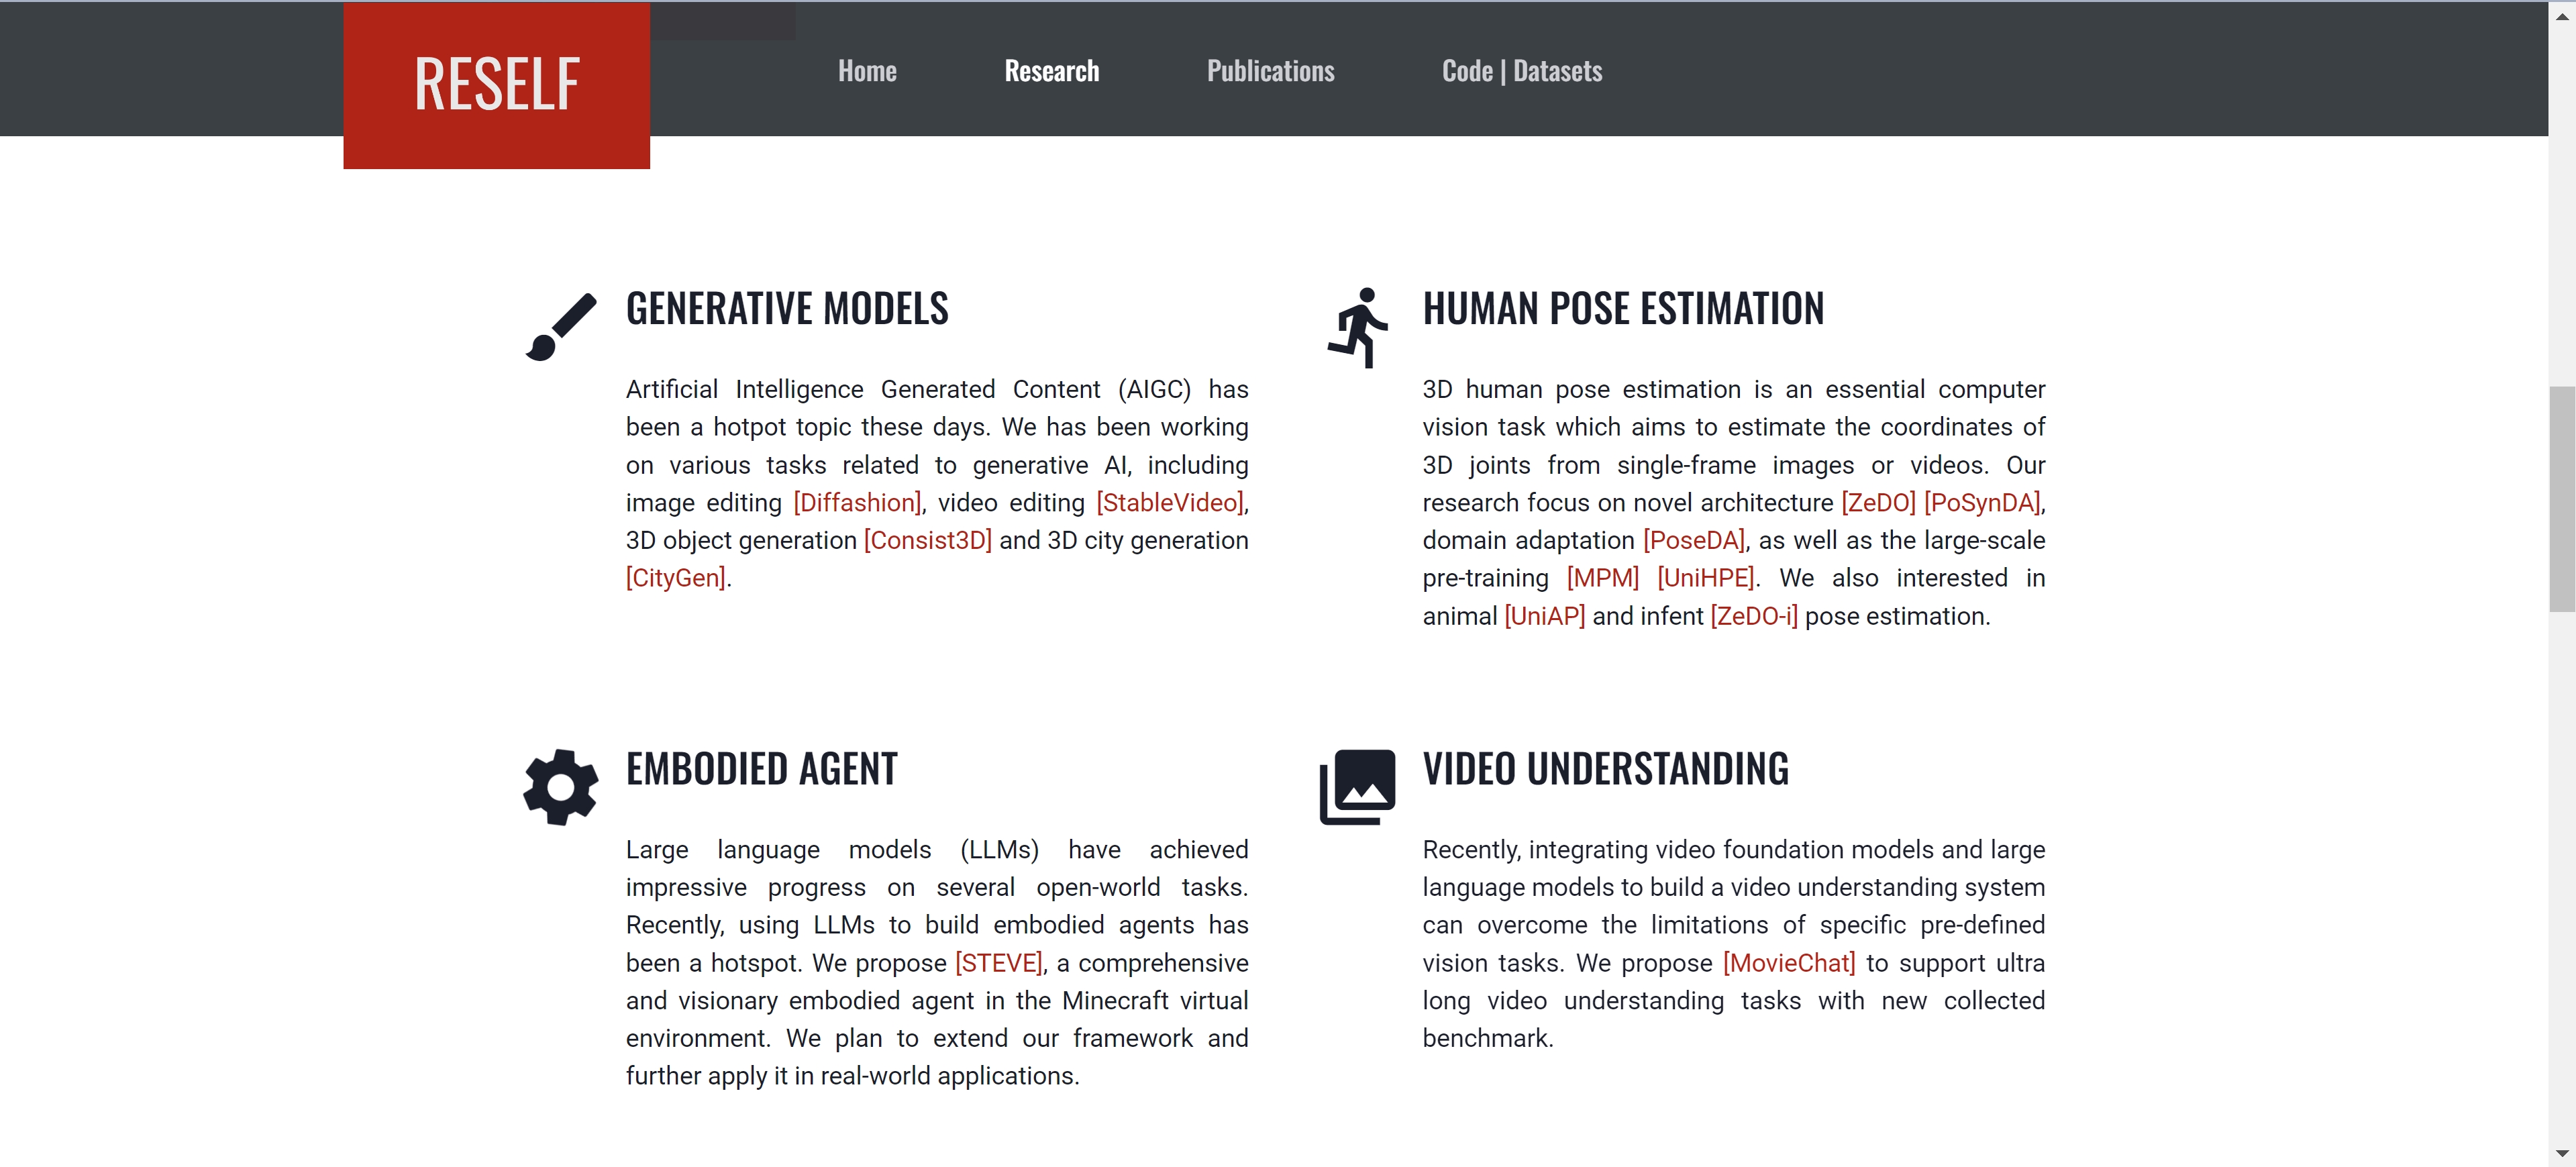 RESELF
Home
Research
Publications
Code | Datasets
GENERATIVE MODELS
Artificial Intelligence Generated Content (AIGC) has
been a hotpot topic these days. We has been working
on various tasks related to generative AI, including
image editing [Diffashion], video editing [StableVideo],
3D object generation [Consist3D] and 3D city generation
[CityGen].
HUMAN POSE ESTIMATION
3D human pose estimation is an essential computer
vision task which aims to estimate the coordinates of
3D joints from single-frame images or videos. Our
research focus on novel architecture [ZeDO] [PoSynDA],
domain adaptation [PoseDA], as well as the large-scale
pre-training [MPM] [UniHPE]. We also interested in
animal [UniAP] and infent [ZeDO-i] pose estimation.
EMBODIED AGENT
Large language models (LLMs) have achieved
impressive progress on several open-world tasks.
Recently, using LLMs to build embodied agents has
been a hotspot. We propose [STEVE], a comprehensive
and visionary embodied agent in the Minecraft virtual
environment. We plan to extend our framework and
further apply it in real-world applications.
VIDEO UNDERSTANDING
Recently, integrating video foundation models and large
language models to build a video understanding system
can overcome the limitations of specific pre-defined
vision tasks. We propose [MovieChat] to support ultra
long video understanding tasks with new collected
benchmark.